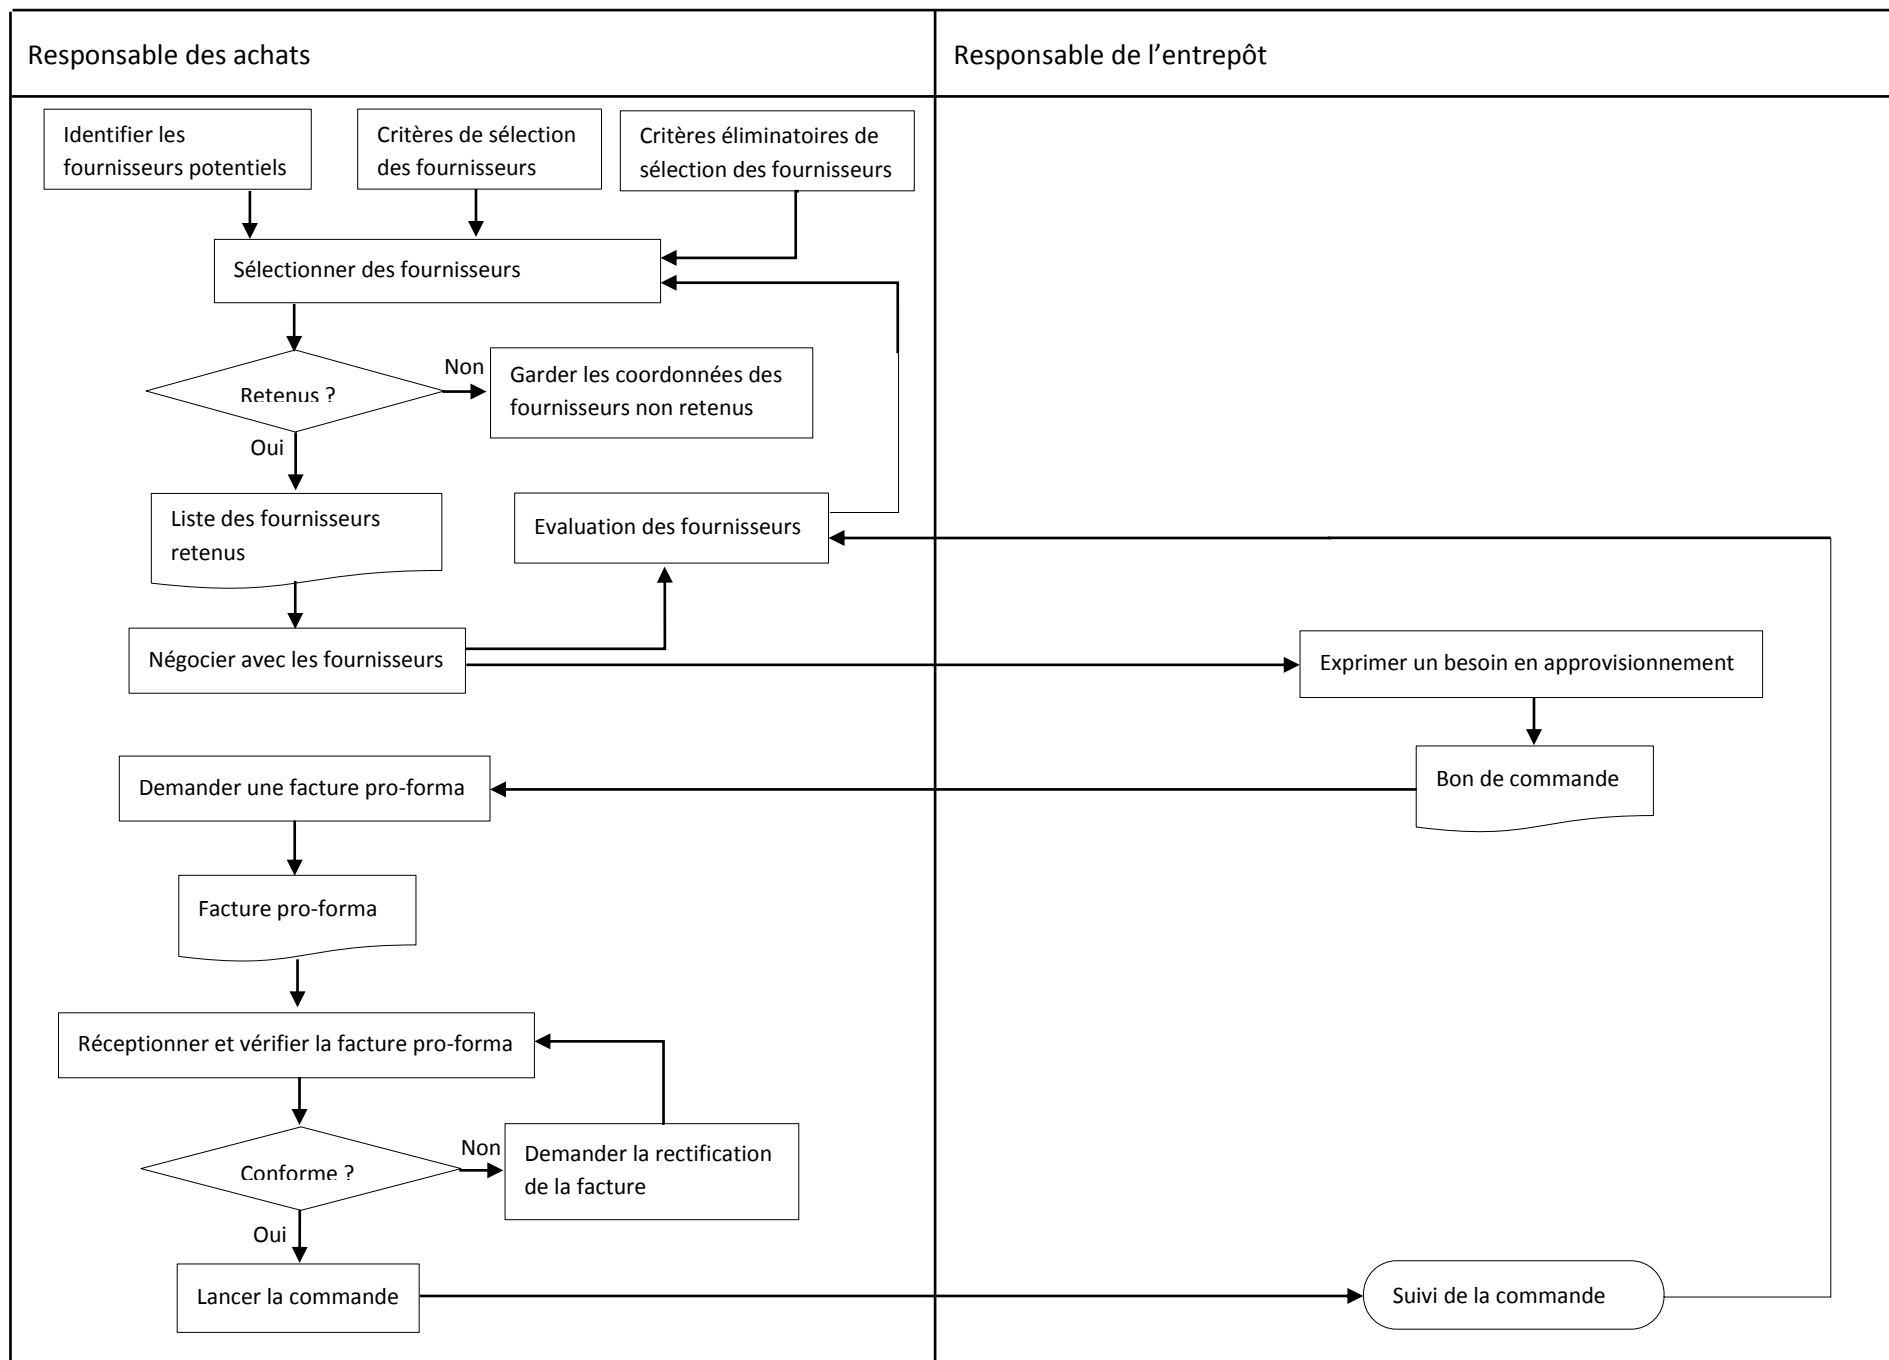 Responsable des achats
Responsable de l'entrepôt
Identifier les
fournisseurs potentiels
Critères de sélection
des fournisseurs
Critères éliminatoires de
sélection des fournisseurs
Sélectionner des fournisseurs
Retenus ?
Non
Garder les coordonnées des
fournisseurs non retenus
Oui
Liste des fournisseurs
retenus
Evaluation des fournisseurs
Négocier avec les fournisseurs
Exprimer un besoin en approvisionnement
Demander une facture pro-forma
Bon de commande
Facture pro-forma
Réceptionner et vérifier la facture pro-forma
Conforme ?
Non
Demander la rectification
de la facture
Oui
Lancer la commande
Suivi de la commande